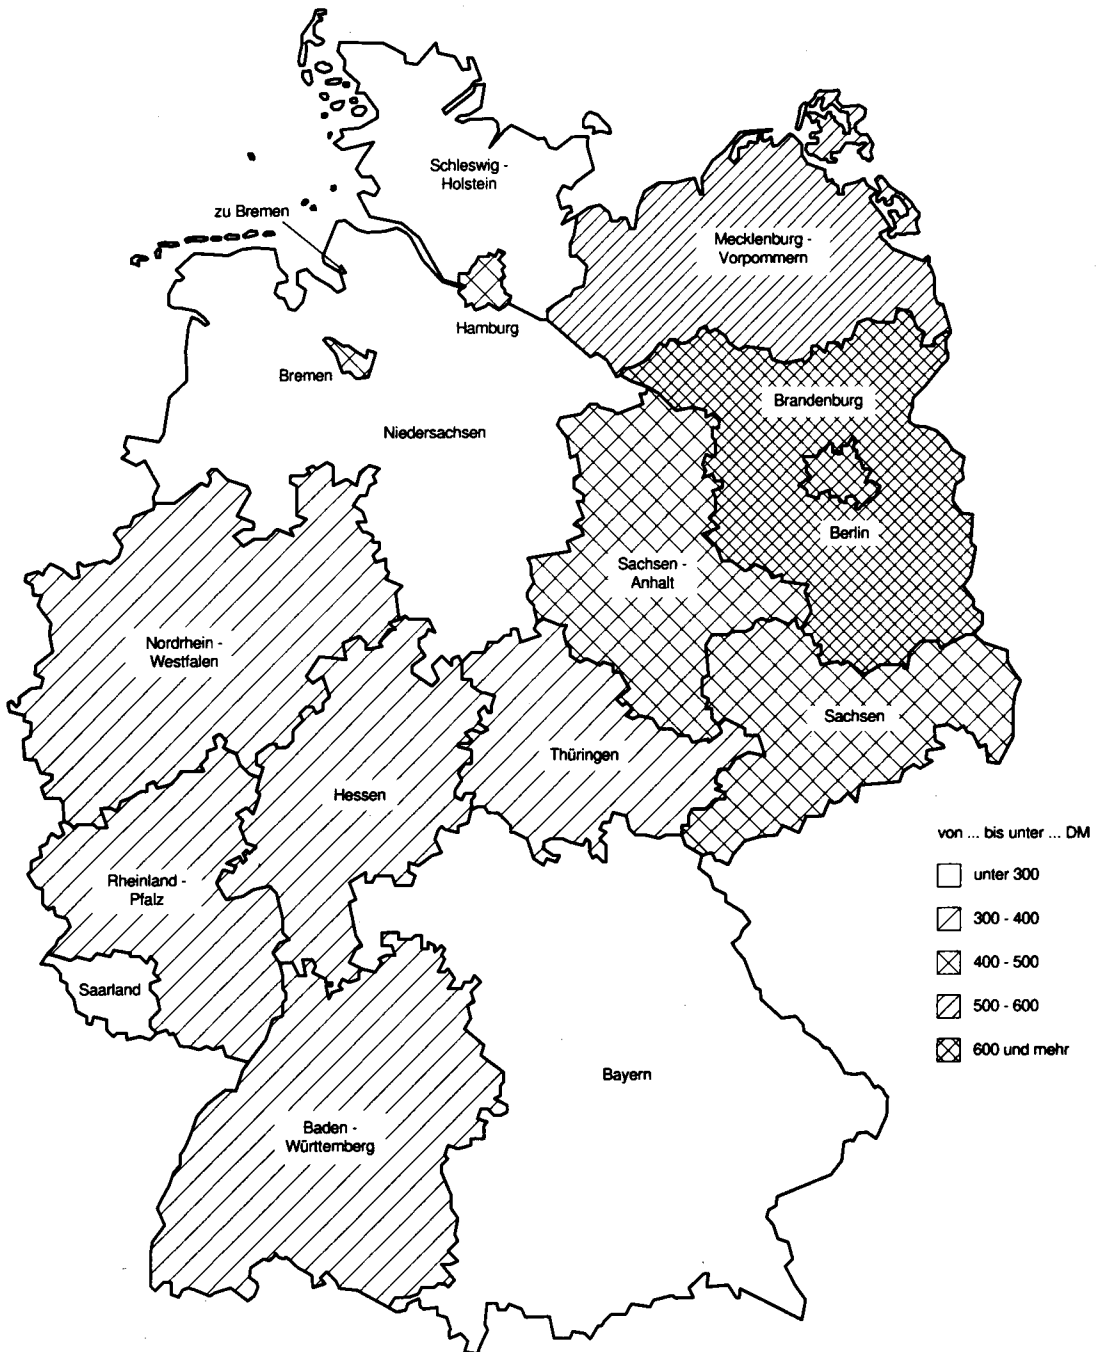 Schleswig -
Holstein
zu Bremen
Mecklenburg -
Vorpommern
Hamburg
Bremen
Brandenburg
Niedersachsen
Berlin
Sachsen -
Anhalt
Nordrhein -
Westfalen
Sachsen
Thüringen
Hessen
von ... bis unter ... DM
unter 300
Rheinland -
Pfalz
300 - 400
400 - 500
Saarland
500 - 600
600 und mehr
Bayern
Baden -
Württemberg